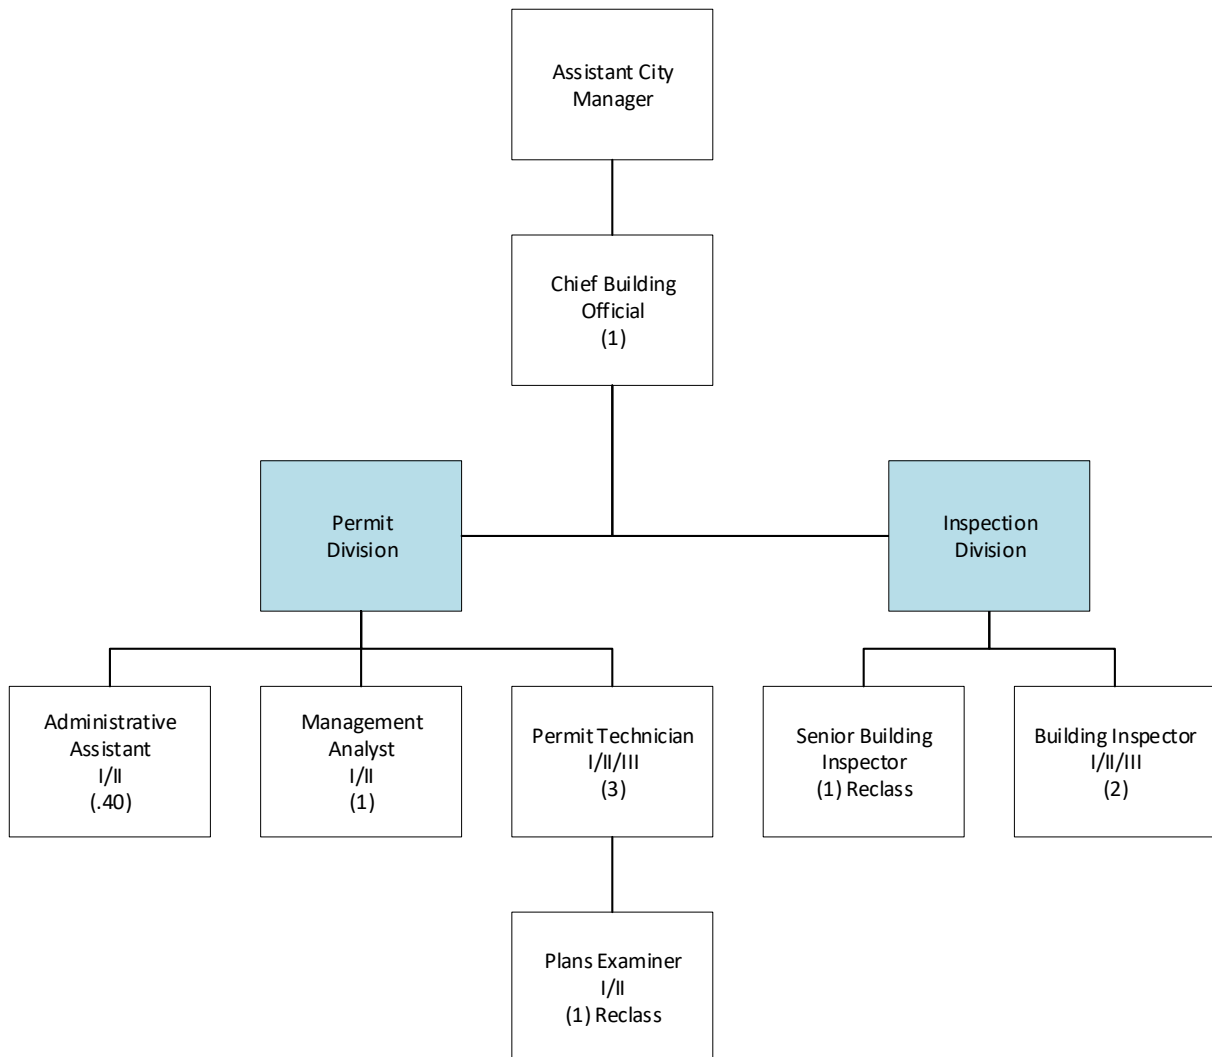 Assistant City
Manager
Chief Building
Official
(1)
Permit
Division
Inspection
Division
Administrative
Assistant
I/II
(.40)
Management
Analyst
I/II
(1)
Permit Technician
I/II/III
(3)
Senior Building
Inspector
(1) Reclass
Building Inspector
I/II/III
(2)
Plans Examiner
I/II
(1) Reclass